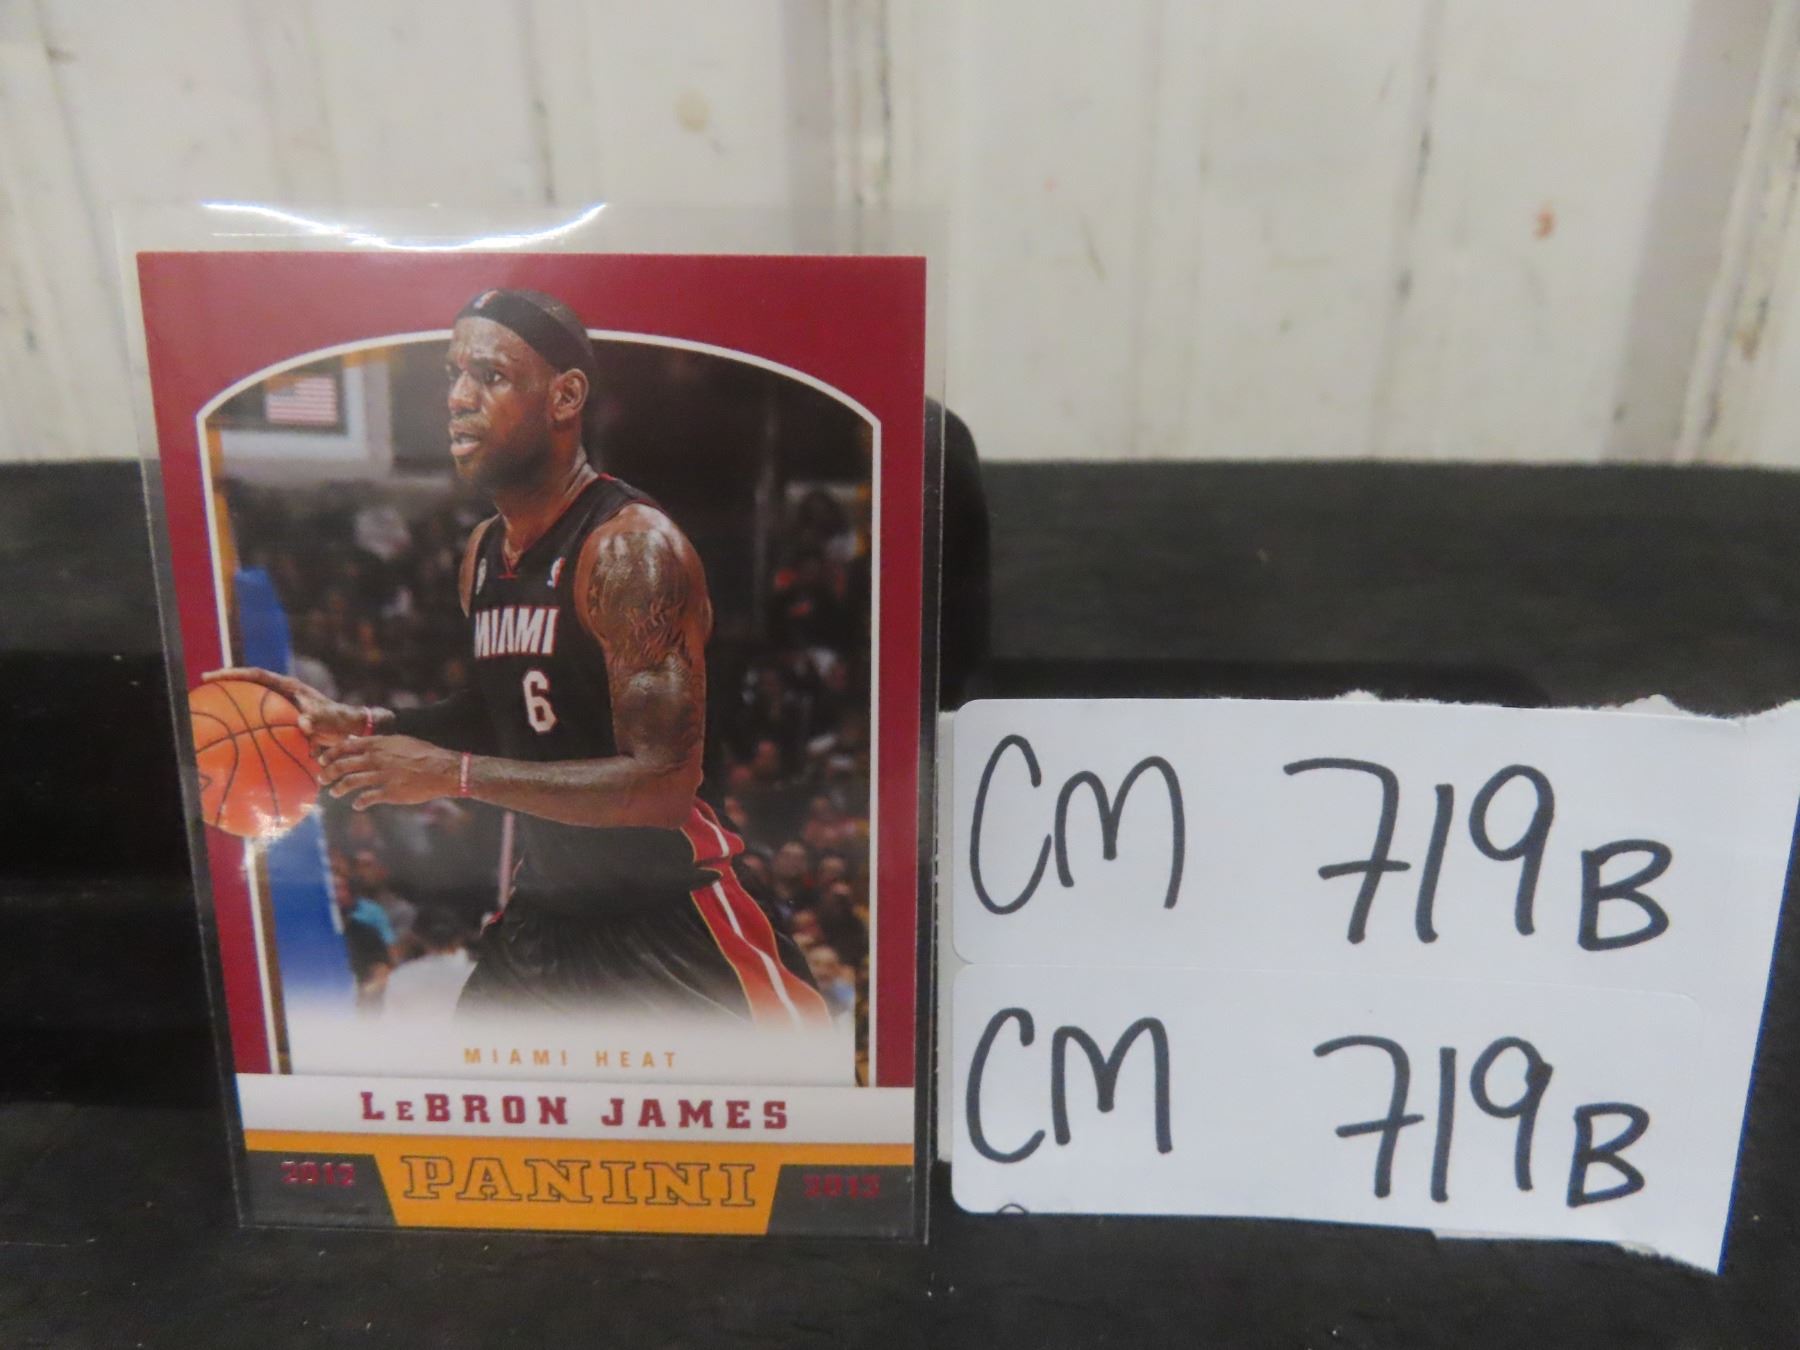 MIAMI
6
MIAMI HEAT
LeBRON JAMES
2012 PANINI 2013
CM 719B
CM 719B